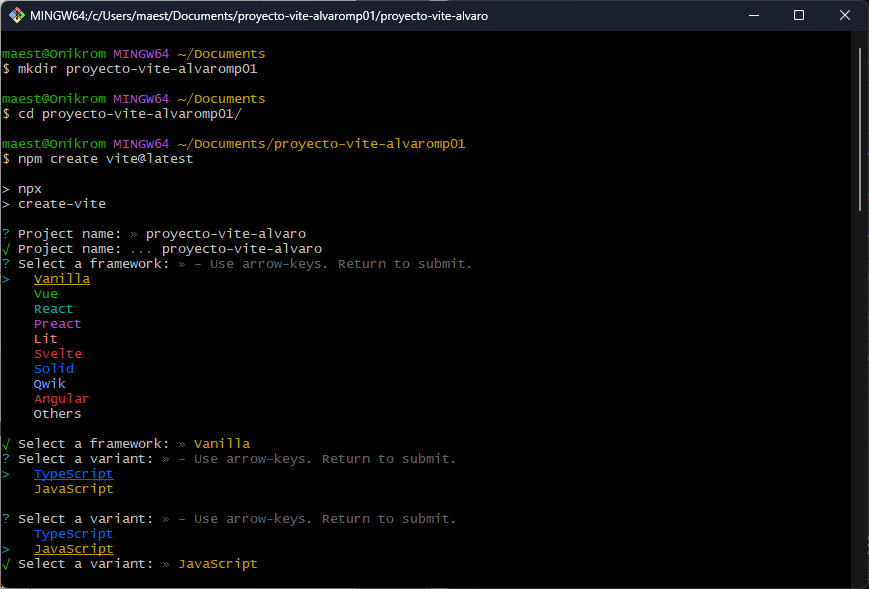 MINGW64:/c/Users/maest/Documents/proyecto-vite-alvaromp01/proyecto-vite-alvaro
maest@Onikrom MINGW64 ~/Documents
$ mkdir proyecto-vite-alvaromp01
maest@Onikrom MINGW64 ~/Documents
$ cd proyecto-vite-alvaromp01/
maest@Onikrom MINGW64 ~/Documents/proyecto-vite-alvaromp01
$ npm create vite@latest
> npx
> create-vite
? Project name: » proyecto-vite-alvaro
√ Project name: ... proyecto-vite-alvaro
? Select a framework: » - Use arrow-keys. Return to submit.
>   Vanilla
    Vue
    React
    Preact
    Lit
    Svelte
    Solid
    Qwik
    Angular
    Others
√ Select a framework: » Vanilla
? Select a variant: » - Use arrow-keys. Return to submit.
>   TypeScript
    JavaScript
? Select a variant: » - Use arrow-keys. Return to submit.
    TypeScript
>   JavaScript
√ Select a variant: » JavaScript